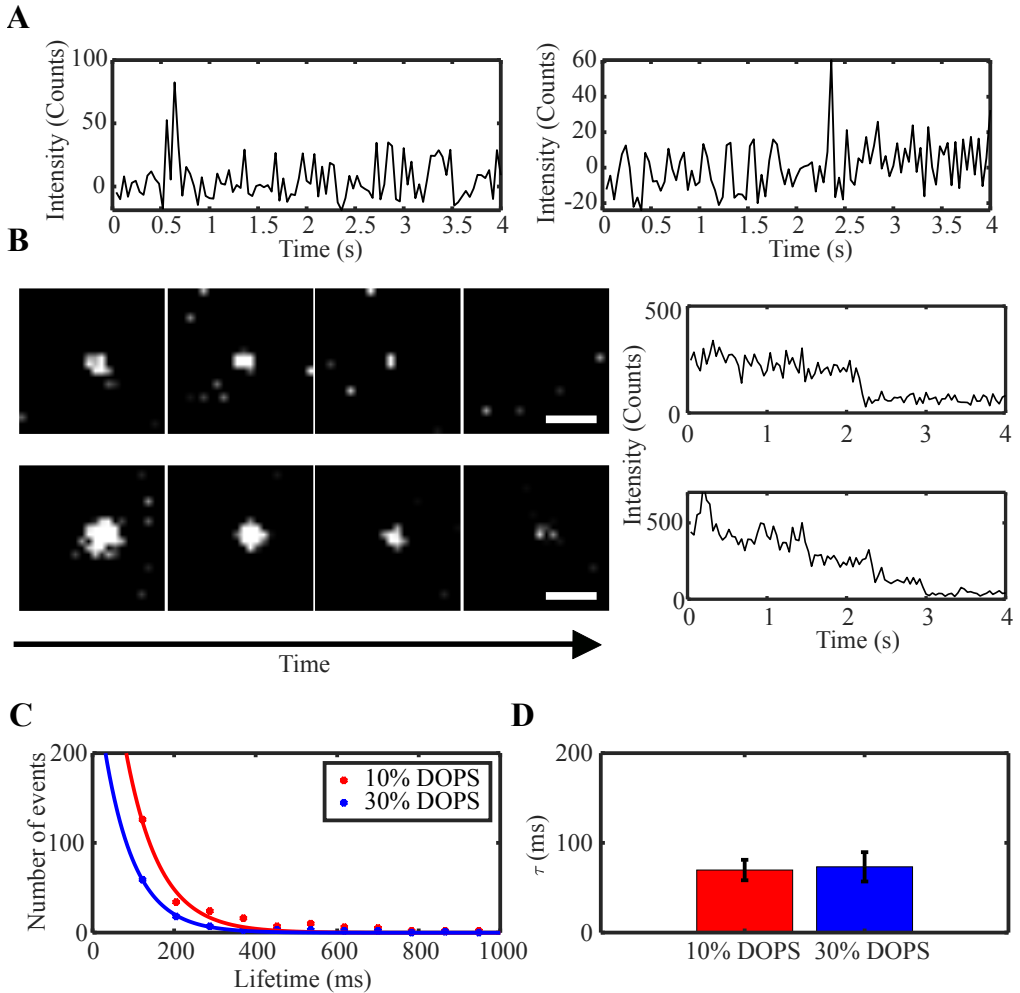 A
Intensity (Counts)
100
50
0
0 0.5 1 1.5 2 2.5 3 3.5 4
Time (s)
Intensity (Counts)
60
40
20
0
-20
0 0.5 1 1.5 2 2.5 3 3.5 4
Time (s)
B
Time
Intensity (Counts)
500
0
0 1 2 3 4
500
0
0 1 2 3 4
Time (s)
C
Number of events
200
100
0
0 200 400 600 800 1000
Lifetime (ms)
10% DOPS
30% DOPS
D
τ (ms)
200
100
0
10% DOPS 30% DOPS